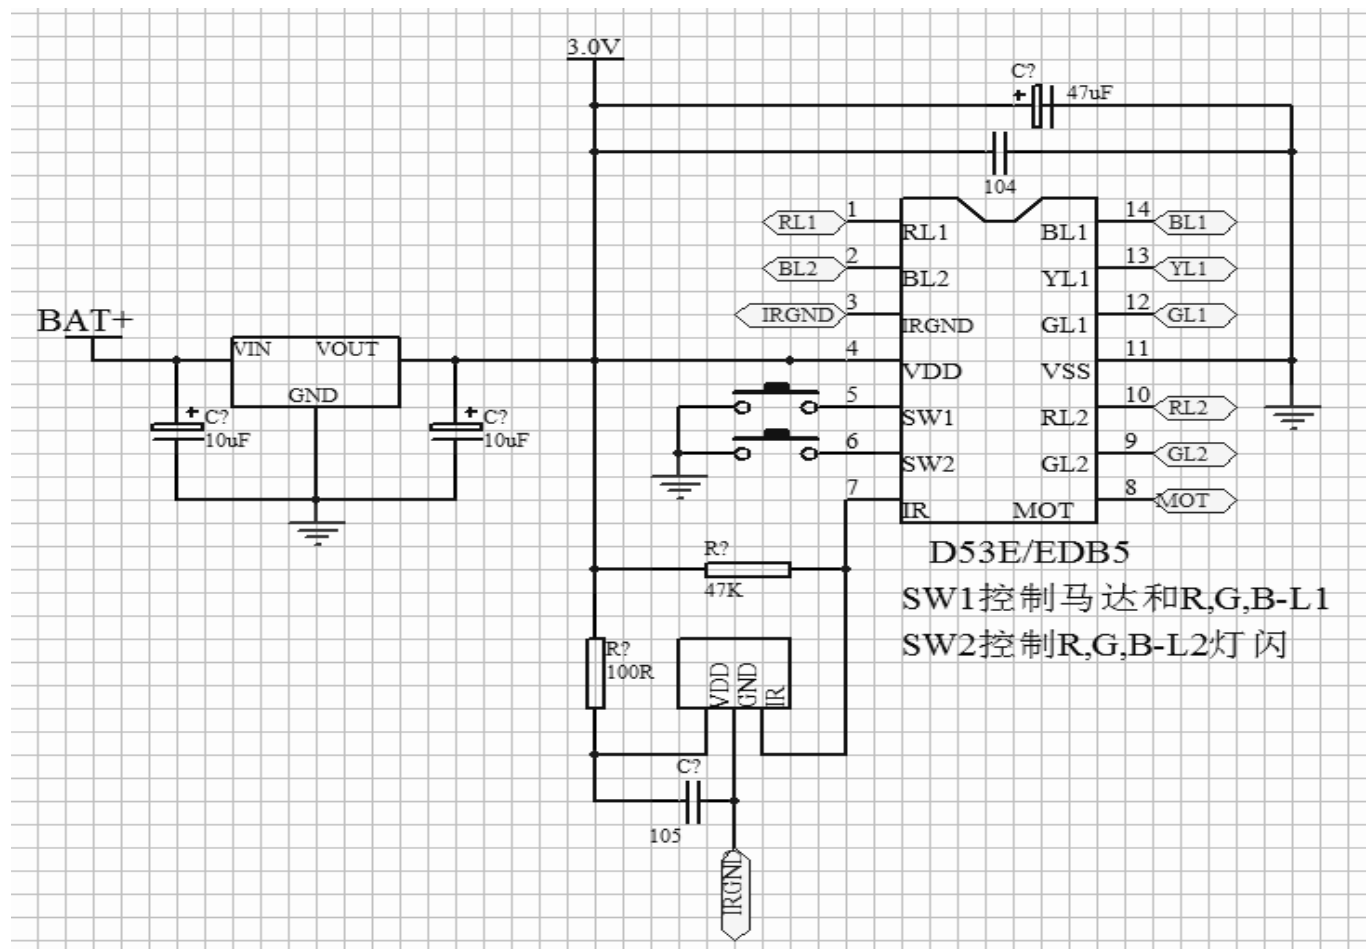 3.0V
C?
+ 47uF
104
RL1 1 RL1 BL1 14 BL1
BL2 2 BL2 YL1 13 YL1
IRGND 3 IRGND GL1 12 GL1
BAT+
VIN VOUT
GND
4 VDD VSS 11
+ C?
10uF
+ C?
10uF
5 SW1 RL2 10 RL2
6 SW2 GL2 9 GL2
7 IR MOT 8 MOT
D53E/EDB5
SW1控制马达和R,G,B-L1
SW2控制R,G,B-L2灯闪
R?
47K
R?
100R
VDD
GND
IR
C?
105
IRGND